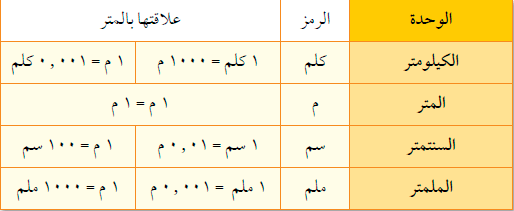 الوحدة الرمز علاقتها بالمتر
الكيلومتر كلم ١ كلم = ١٠٠٠ م ١ م = ٠,٠٠١ كلم
المتر م ١ م = ١ م
السنتمتر سم ١ سم = ٠,٠١ م ١ م = ١٠٠ سم
الملمتر ملم ١ ملم = ٠,٠٠١ م ١ م = ١٠٠٠ ملم